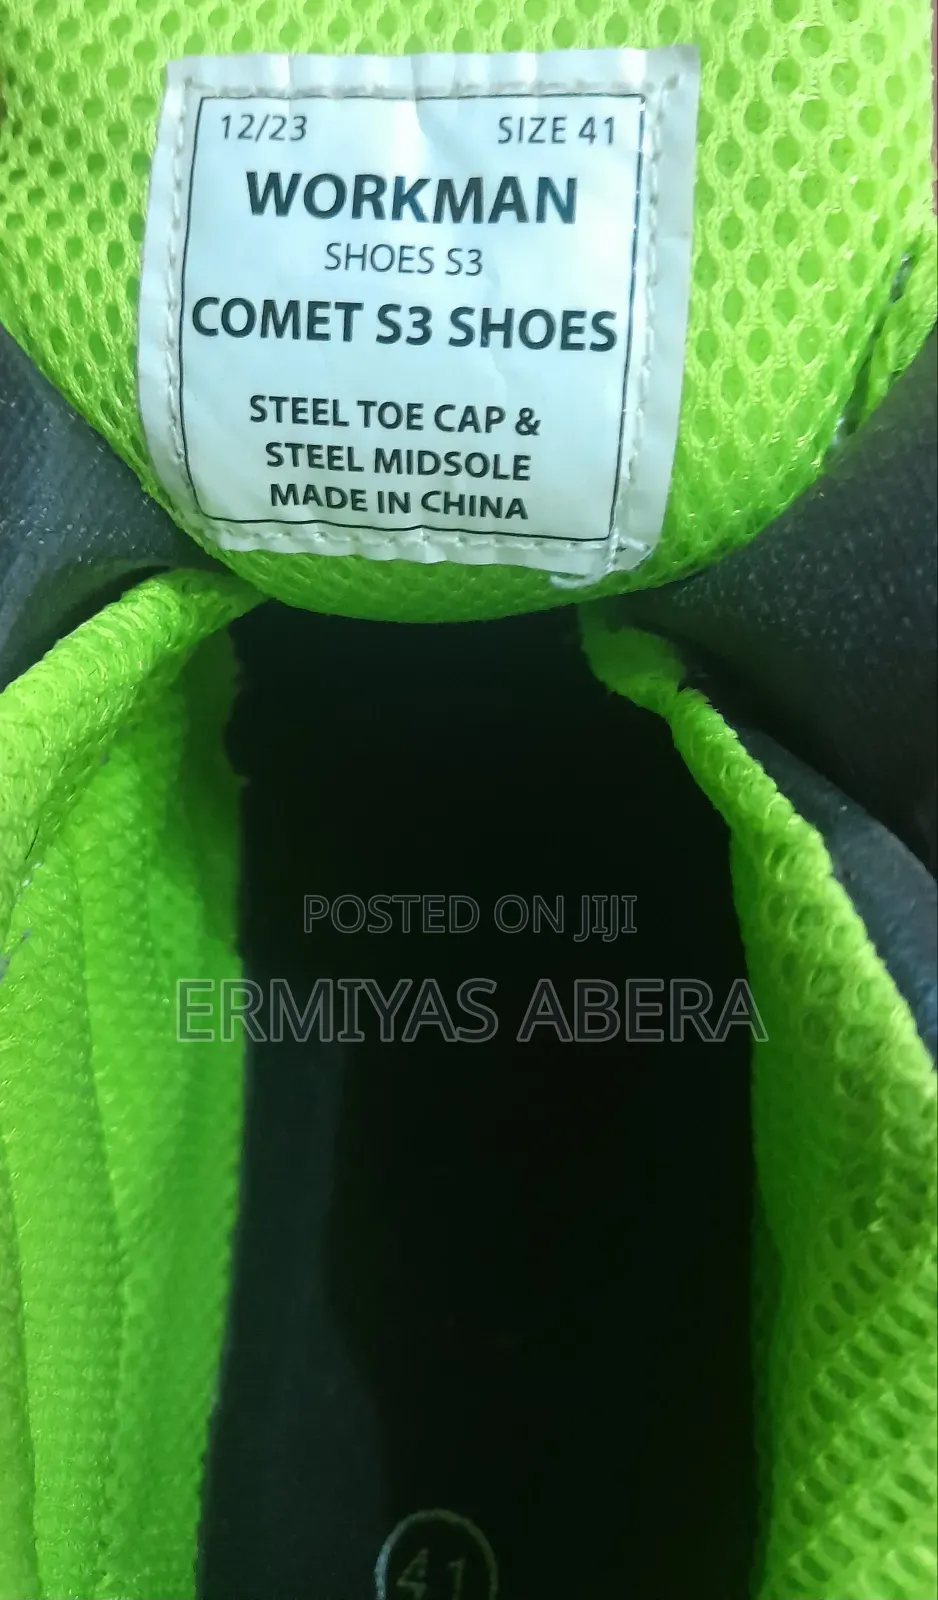 12/23 SIZE 41
WORKMAN
SHOES S3
COMET S3 SHOES
STEEL TOE CAP &
STEEL MIDSOLE
MADE IN CHINA
POSTED ON JIJI
ERMIYAS ABERA
41